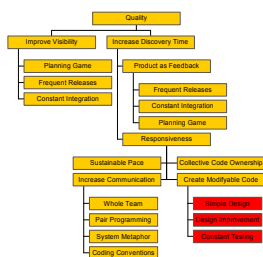 Quality
Improve Visibility
Increase Discovery Time
Planning Game
Frequent Releases
Constant Integration
Product as Feedback
Frequent Releases
Constant Integration
Planning Game
Responsiveness
Sustainable Pace
Collective Code Ownership
Increase Communication
Create Modifyable Code
Whole Team
Pair Programming
System Metaphor
Coding Conventions
Simple Design
Design Improvement
Constant Testing